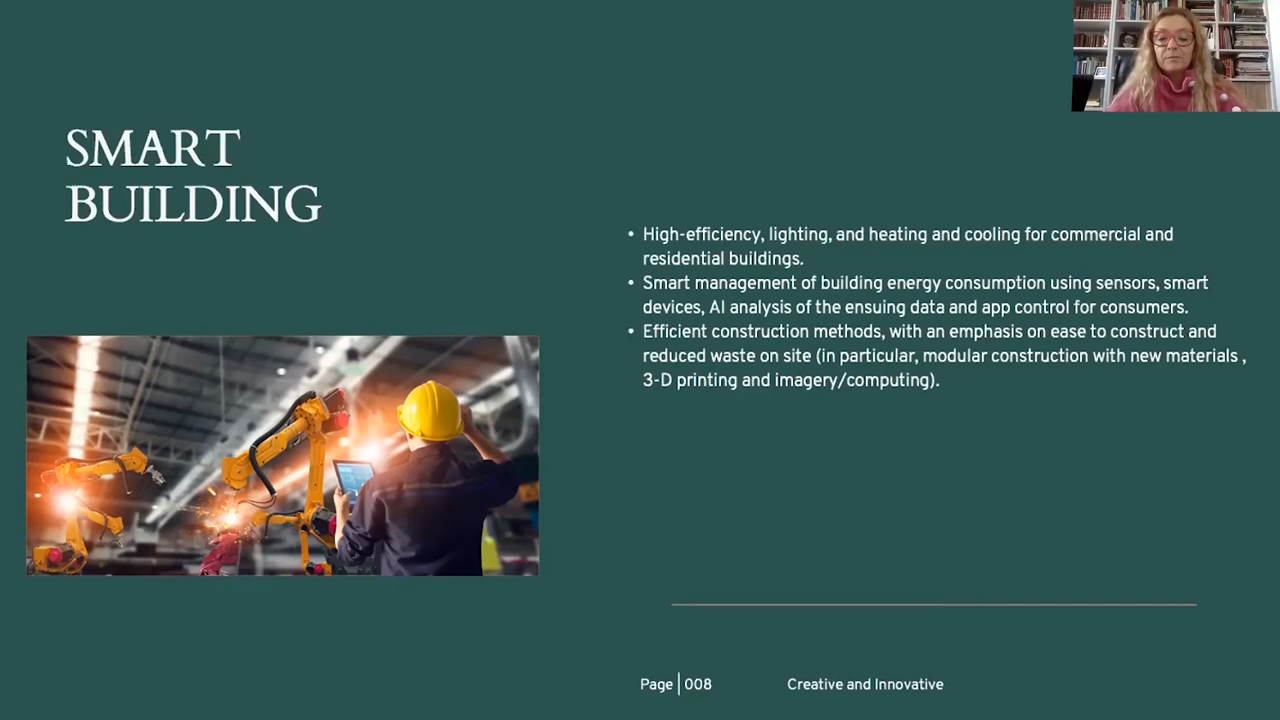 SMART
BUILDING
• High-efficiency, lighting, and heating and cooling for commercial and
residential buildings.
• Smart management of building energy consumption using sensors, smart
devices, AI analysis of the ensuing data and app control for consumers.
• Efficient construction methods, with an emphasis on ease to construct and
reduced waste on site (in particular, modular construction with new materials ,
3-D printing and imagery/computing).
Page | 008 Creative and Innovative